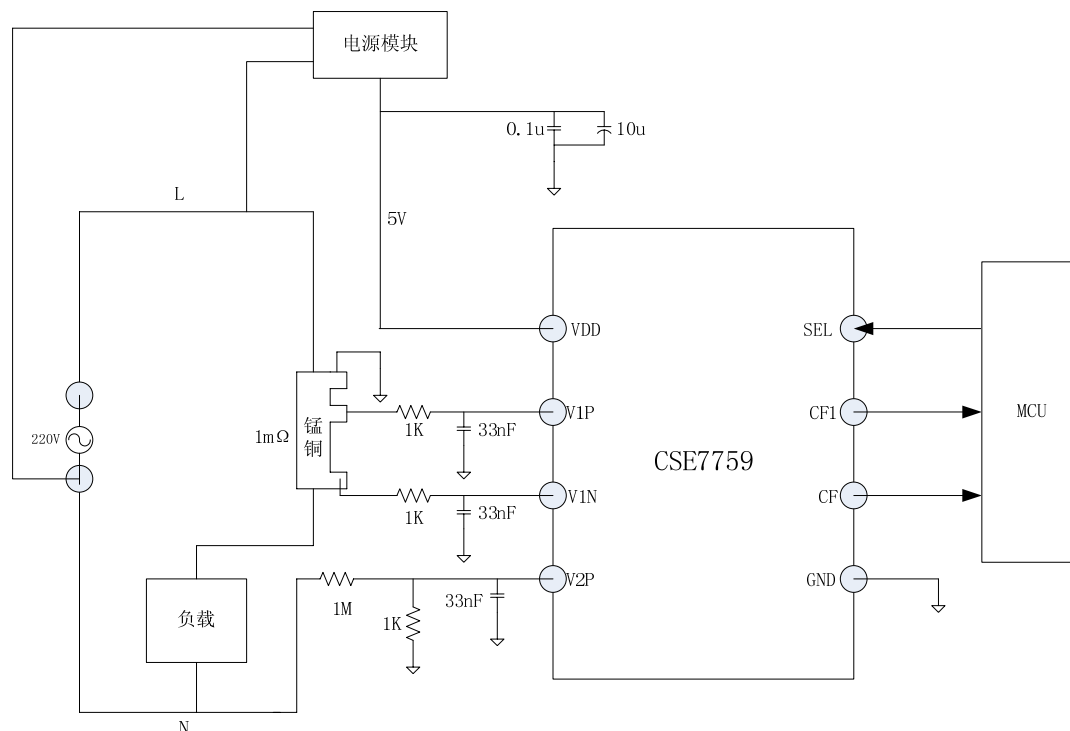 电源模块
0.1u
10u
L
5V
VDD
SEL
220V
1mΩ
锰铜
1K
33nF
V1P
CSE7759
CF1
MCU
1K
33nF
V1N
CF
负载
1M
1K
33nF
V2P
GND
N